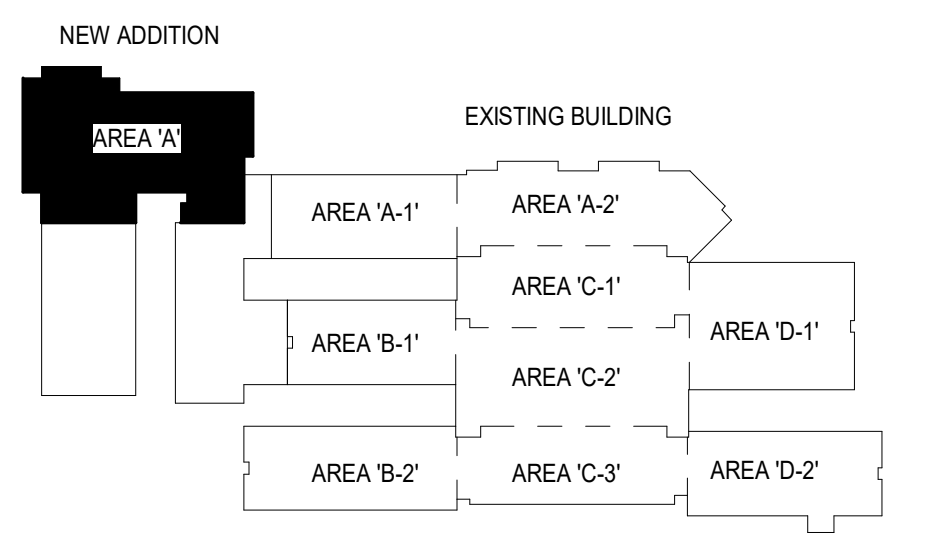 NEW ADDITION
AREA 'A'
EXISTING BUILDING
AREA 'A-1'
AREA 'A-2'
AREA 'C-1'
AREA 'B-1'
AREA 'D-1'
AREA 'C-2'
AREA 'B-2'
AREA 'C-3'
AREA 'D-2'